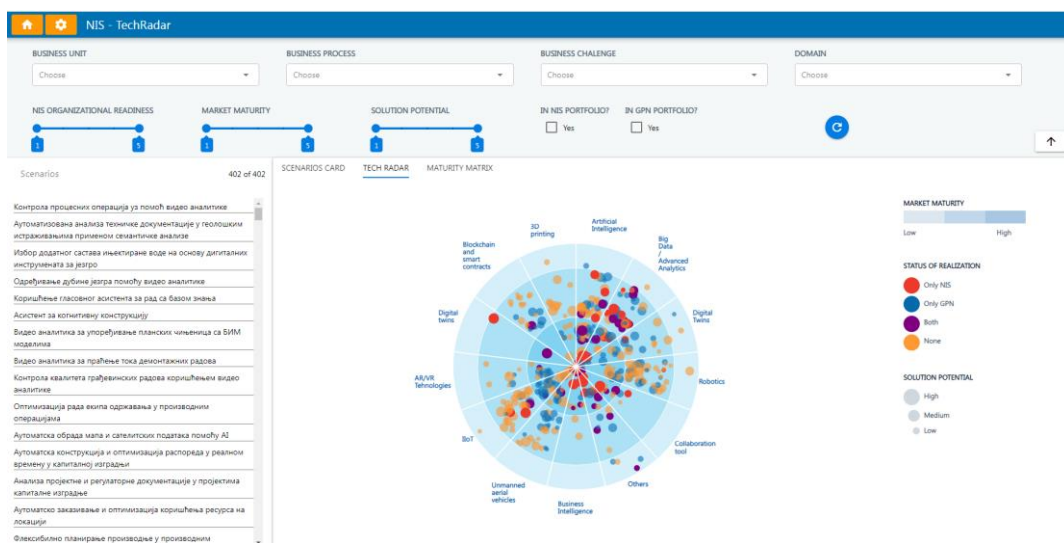 NIS - TechRadar
BUSINESS UNIT
BUSINESS PROCESS
BUSINESS CHALENGE
DOMAIN
Choose
Choose
Choose
Choose
NIS ORGANIZATIONAL READINESS
MARKET MATURITY
SOLUTION POTENTIAL
IN NIS PORTFOLIO?
IN GPN PORTFOLIO?
Yes
Yes
1
5
1
5
1
5
Scenarios
402 of 402
Контрола процесних операција уз помоћ видео аналитике
Аутоматизована анализа техничке документације у геолошким
истраживањима применом семантичке анализе
Избор додатног састава инјектиране воде на основу дигиталних
инструмената за језгро
Одређивање дубине језгра помоћу видео аналитике
Коришћење гласовног асистента за рад са базом знања
Асистент за когнитивну конструкцију
Видео аналитика за упоређивање планских чињеница са БИМ
моделима
Видео аналитика за праћење тока демонтажних радова
Контрола квалитета грађевинских радова коришћењем видео
аналитике
Оптимизација рада екипа одржавања у производним
операцијама
Аутоматска обрада мапа и сателитских података помоћу AI
Аутоматска конструкција и оптимизација распореда у реалном
времену у капиталној изградњи
Анализа пројектне и регулаторне документације у пројектима
капиталне изградње
Аутоматско заказивање и оптимизација коришћења ресурса на
локацији
Флексибилно планирање производње у производним
SCENARIOS CARD
TECH RADAR
MATURITY MATRIX
3D
printing
Artificial
Intelligence
Big
Data
/
Advanced
Analytics
Blockchain
and
smart
contracts
Digital
twins
Digital
Twins
AR/VR
Tehnologies
Robotics
IIoT
Collaboration
tool
Unmanned
aerial
vehicles
Business
Intelligence
Others
MARKET MATURITY
Low
High
STATUS OF REALIZATION
Only NIS
Only GPN
Both
None
SOLUTION POTENTIAL
High
Medium
Low